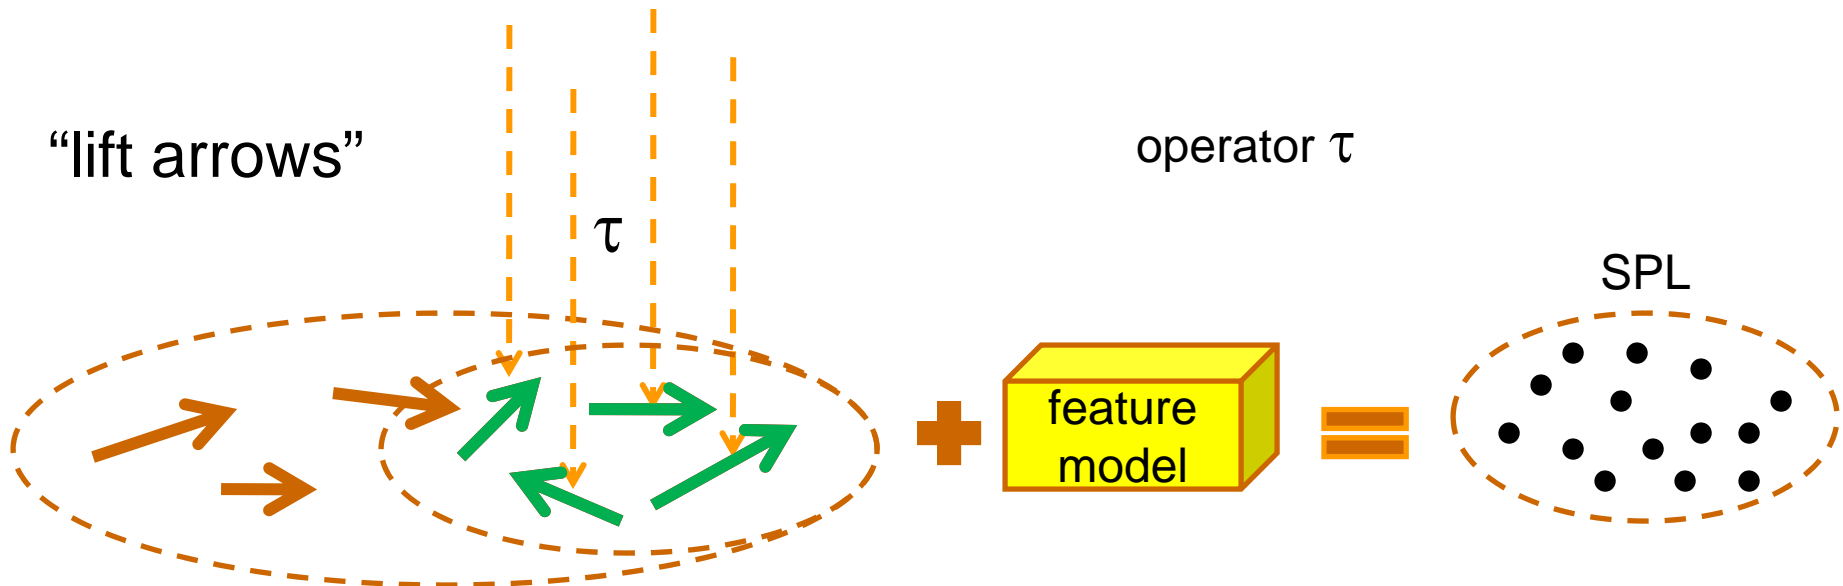 “lift arrows”
operator τ
τ
SPL
feature
model